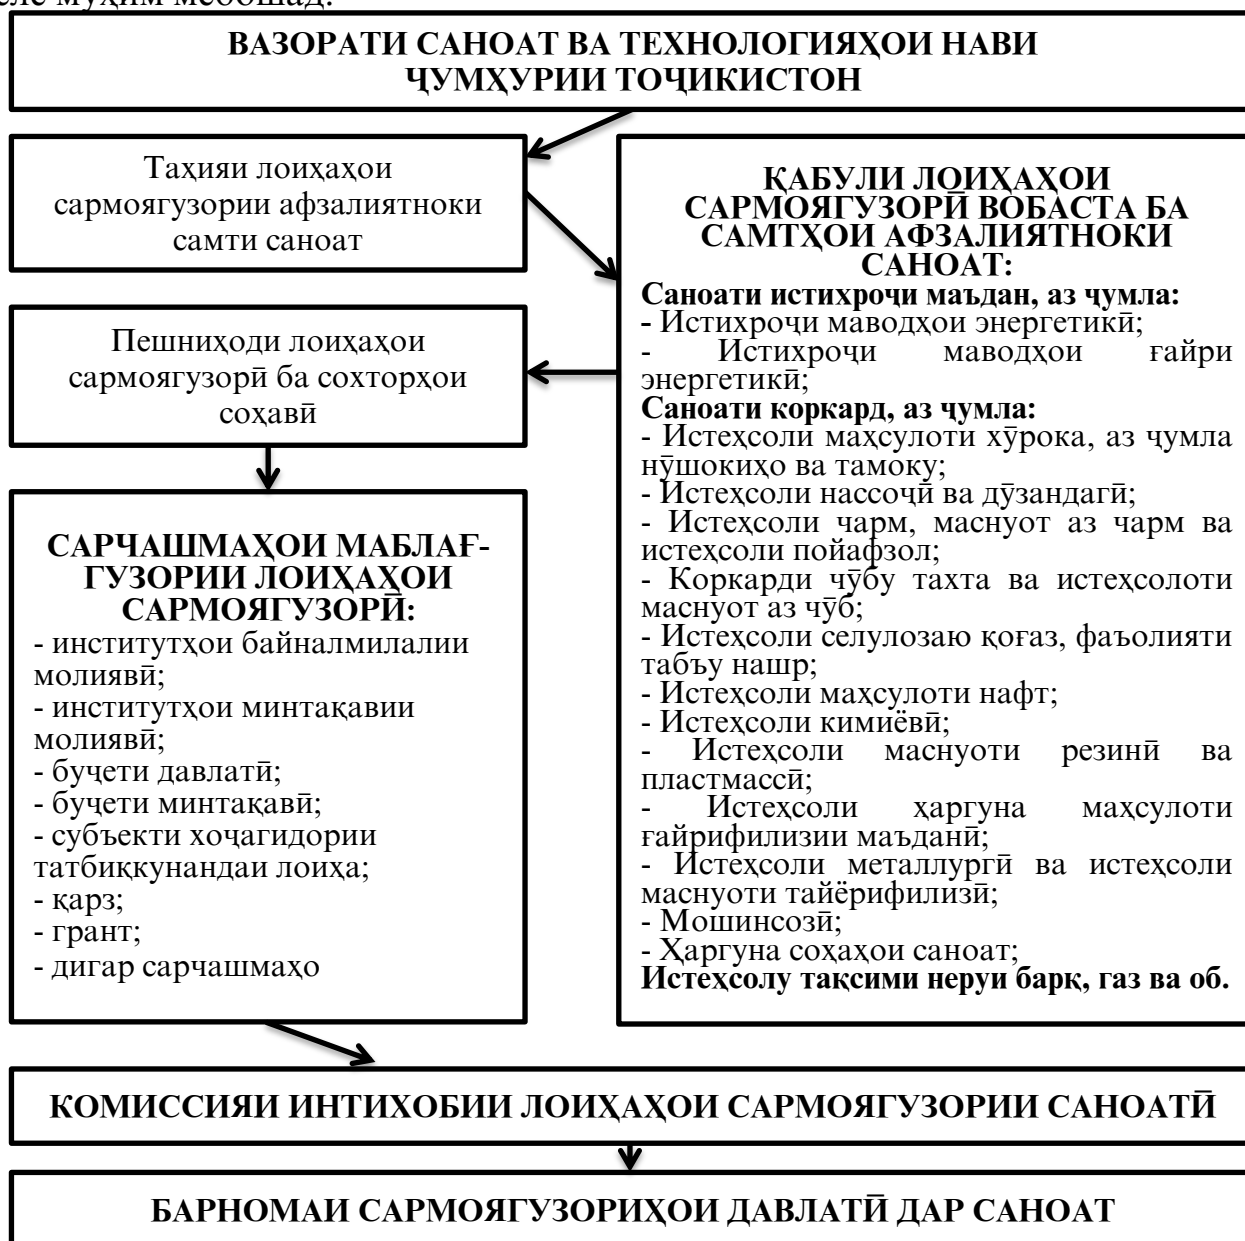 муҳим мебошад.
ВАЗОРАТИ САНОАТ ВА ТЕХНОЛОГИЯҲОИ НАВИ
ҶУМҲУРИИ ТОҶИКИСТОН
Таҳияи лоиҳаҳои
сармоягузории афзалиятноки
самти саноат
Пешниҳоди лоиҳаҳои
сармоягузорӣ ба сохторҳои
соҳавӣ
САРЧАШМАҲОИ МАБЛАҒ-
ГУЗОРИИ ЛОИҲАҲОИ
САРМОЯГУЗОРӢ:
- институтҳои байналмилалии
молиявӣ;
- институтҳои минтақавии
молиявӣ;
- буҷети давлатӣ;
- буҷети минтақавӣ;
- субъекти хоҷагидории
татбиқкунандаи лоиҳа;
- қарз;
- грант;
- дигар сарчашмаҳо
ҚАБУЛИ ЛОИҲАҲОИ
САРМОЯГУЗОРӢ ВОБАСТА БА
САМТҲОИ АФЗАЛИЯТНОКИ
САНОАТ:
Саноати истихроҷи маъдан, аз ҷумла:
- Истихроҷи маводҳои энергетикӣ;
- Истихроҷи маводҳои ғайри
энергетикӣ;
Саноати коркард, аз ҷумла:
- Истеҳсоли маҳсулоти хӯрока, аз ҷумла
нӯшокиҳо ва тамоку;
- Истеҳсоли нассоҷӣ ва дӯзандагӣ;
- Истеҳсоли чарм, маснуот аз чарм ва
истеҳсоли пойафзол;
- Коркарди чӯбу тахта ва истеҳсолоти
маснуот аз чӯб;
- Истеҳсоли селулозаю қоғаз, фаъолияти
табъу нашр;
- Истеҳсоли маҳсулоти нафт;
- Истеҳсоли кимиёвӣ;
- Истеҳсоли маснуоти резинӣ ва
пластмассӣ;
- Истеҳсоли ҳаргуна маҳсулоти
ғайрифилизии маъданӣ;
- Истеҳсоли металлургӣ ва истеҳсоли
маснуоти тайёрифилизӣ;
- Мошинсозӣ;
- Ҳаргуна соҳаҳои саноат;
Истеҳсолу тақсими неруи барқ, газ ва об.
КОМИССИЯИ ИНТИХОБИИ ЛОИҲАҲОИ САРМОЯГУЗОРИИ САНОАТӢ
БАРНОМАИ САРМОЯГУЗОРИҲОИ ДАВЛАТӢ ДАР САНОАТ